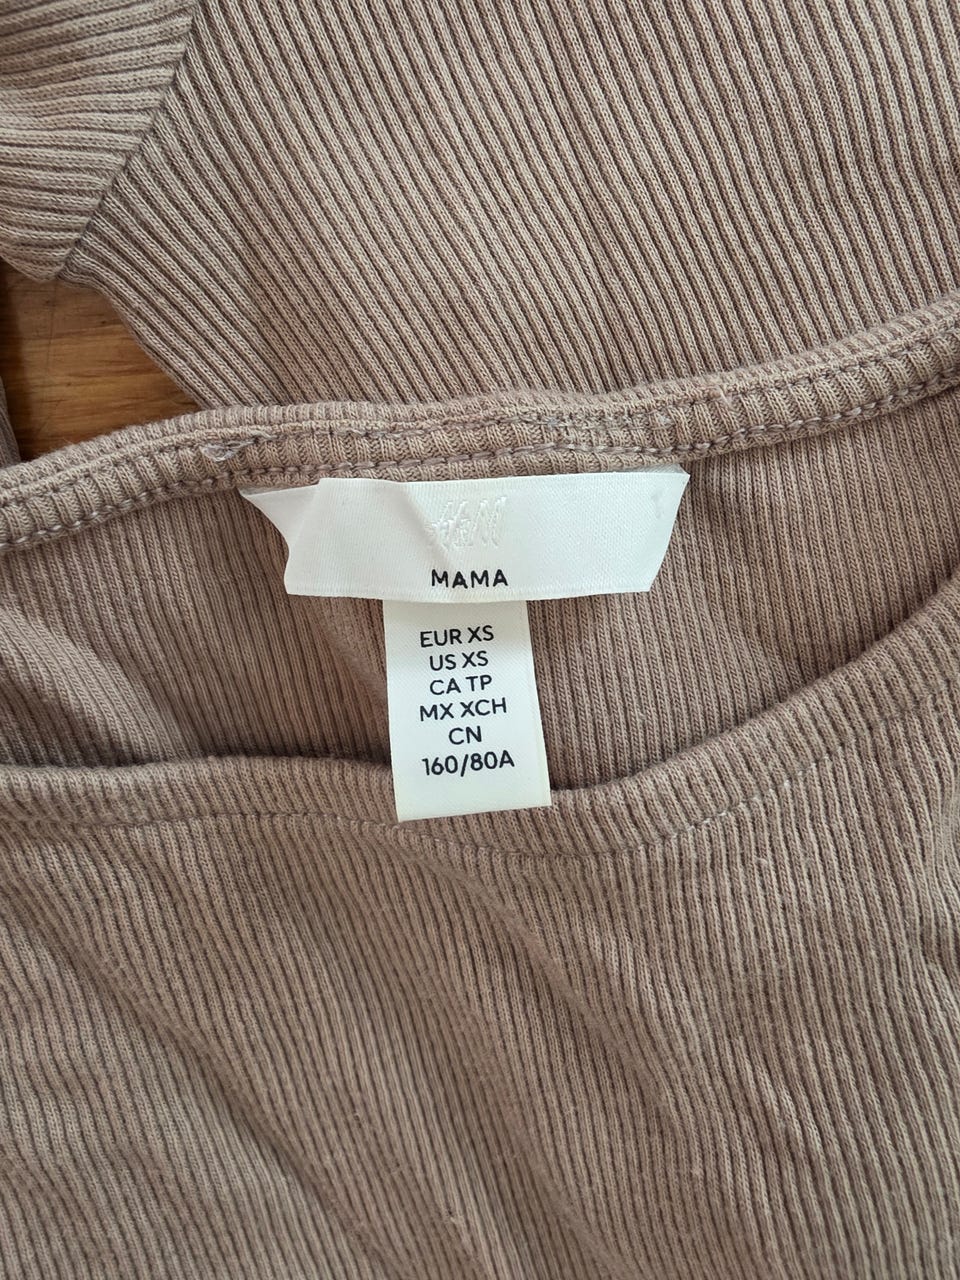 H&M
MAMA
EUR XS
US XS
CA TP
MX XCH
CN
160/80A